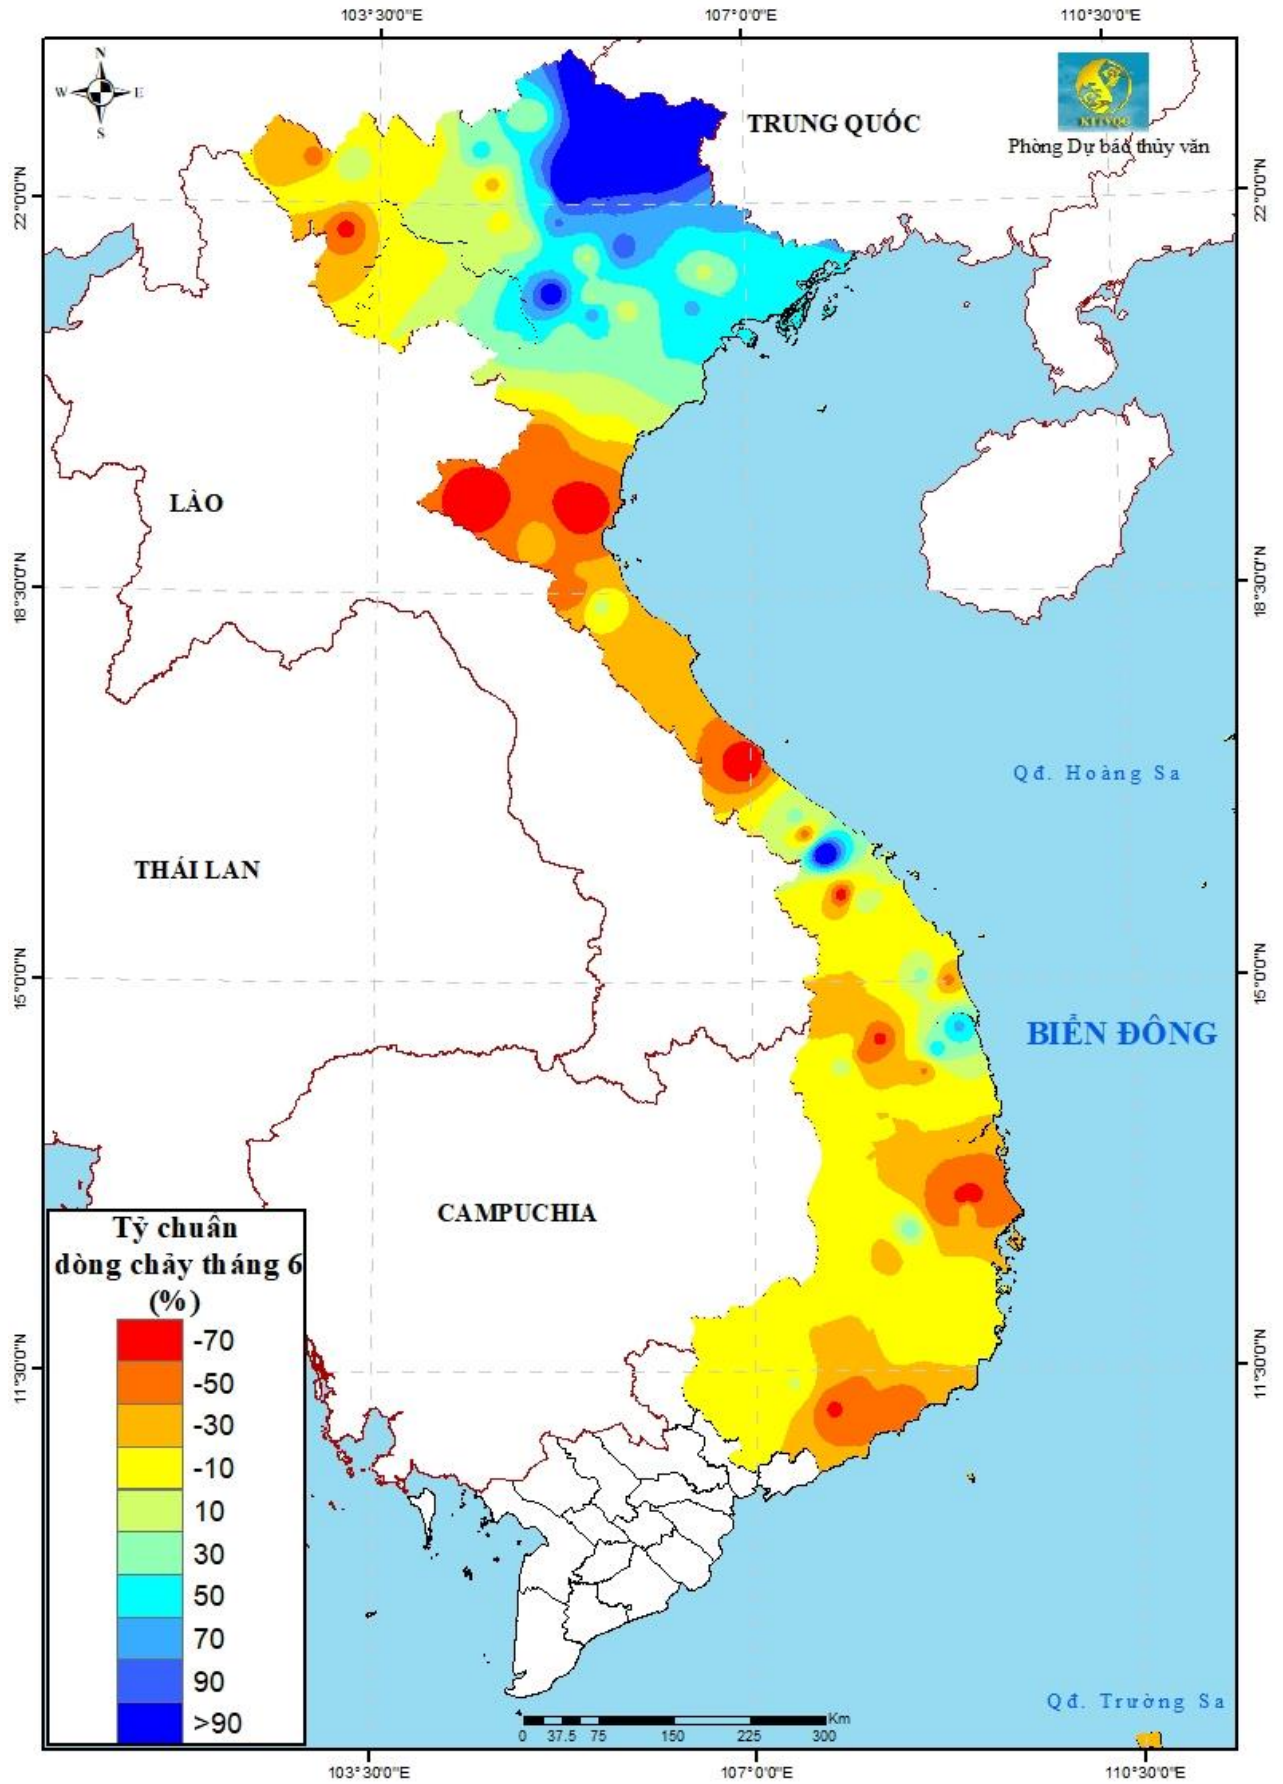 103°30'0"E
107°0'0"E
110°30'0"E
N
W
E
S
TRUNG QUỐC
KTTVQG
Phòng Dự báo thủy văn
22°0'0"N
22°0'0"N
LÀO
18°30'0"N
18°30'0"N
Qđ. Hoàng Sa
THÁI LAN
15°0'0"N
15°0'0"N
BIỂN ĐÔNG
CAMPUCHIA
Tỷ chuẩn
dòng chảy tháng 6
(%)
-70
-50
-30
-10
10
30
50
70
90
>90
11°30'0"N
11°30'0"N
Qđ. Trường Sa
Km
0 37.5 75 150 225 300
103°30'0"E
107°0'0"E
110°30'0"E